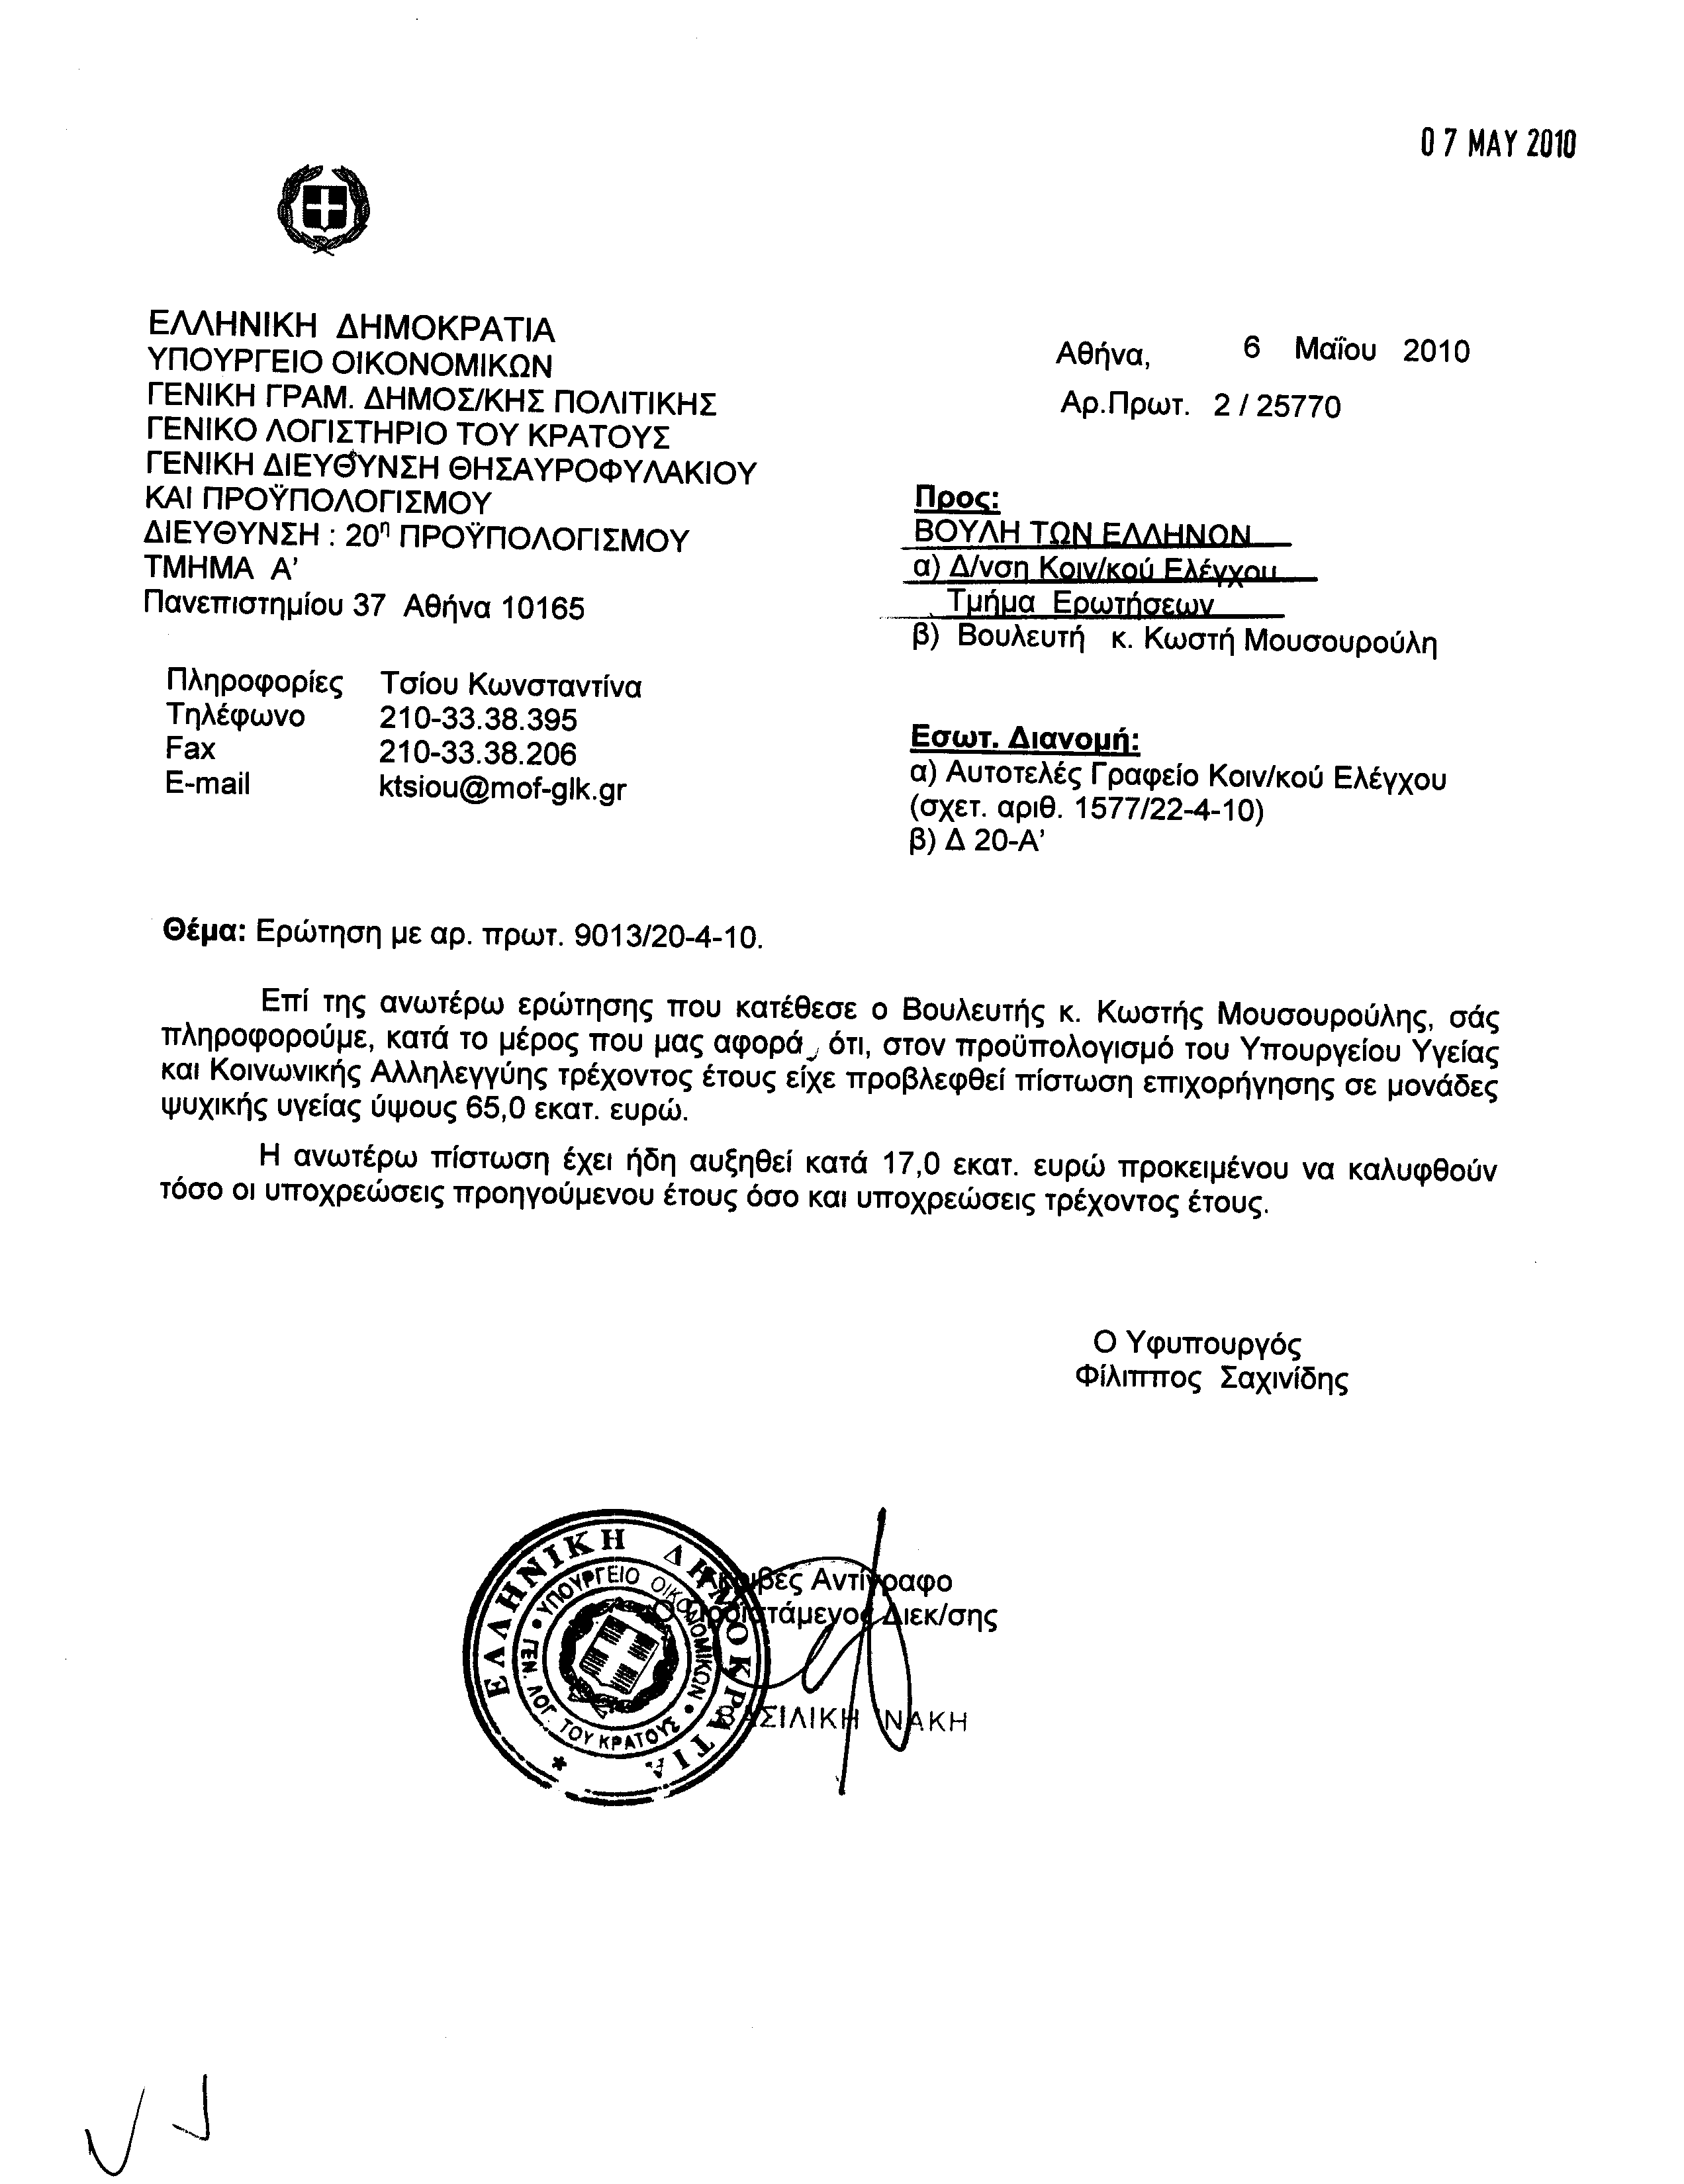 07 MAY 2010
ΕΛΛΗΝΙΚΗ ΔΗΜΟΚΡΑΤΙΑ
ΥΠΟΥΡΓΕΙΟ ΟΙΚΟΝΟΜΙΚΩΝ
ΓΕΝΙΚΗ ΓΡΑΜ. ΔΗΜΟΣ/ΚΗΣ ΠΟΛΙΤΙΚΗΣ
ΓΕΝΙΚΟ ΛΟΓΙΣΤΗΡΙΟ ΤΟΥ ΚΡΑΤΟΥΣ
ΓΕΝΙΚΗ ΔΙΕΥΘΥΝΣΗ ΘΗΣΑΥΡΟΦΥΛΑΚΙΟΥ
ΚΑΙ ΠΡΟΫΠΟΛΟΓΙΣΜΟΥ
ΔΙΕΥΘΥΝΣΗ : 20η ΠΡΟΫΠΟΛΟΓΙΣΜΟΥ
ΤΜΗΜΑ Α'
Πανεπιστημίου 37 Αθήνα 10165
Πληροφορίες Τσίου Κωνσταντίνα
Τηλέφωνο 210-33.38.395
Fax 210-33.38.206
E-mail ktsiou@mof-glk.gr
Αθήνα, 6 Μαΐου 2010
Αρ.Πρωτ. 2 / 25770
Προς:
ΒΟΥΛΗ ΤΩΝ ΕΛΛΗΝΩΝ
α) Δ/νση Κοιν/κού Ελέγχου
Τμήμα Ερωτήσεων
β) Βουλευτή κ. Κωστή Μουσουρούλη
Εσωτ. Διανομή:
α) Αυτοτελές Γραφείο Κοιν/κού Ελέγχου
(σχετ. αριθ. 1577/22-4-10)
β) Δ 20-Α'
Θέμα: Ερώτηση με αρ. πρωτ. 9013/20-4-10.
Επί της ανωτέρω ερώτησης που κατέθεσε ο Βουλευτής κ. Κωστής Μουσουρούλης, σάς
πληροφορούμε, κατά το μέρος που μας αφορά, ότι, στον προϋπολογισμό του Υπουργείου Υγείας
και Κοινωνικής Αλληλεγγύης τρέχοντος έτους είχε προβλεφθεί πίστωση επιχορήγησης σε μονάδες
ψυχικής υγείας ύψους 65,0 εκατ. ευρώ.
Η ανωτέρω πίστωση έχει ήδη αυξηθεί κατά 17,0 εκατ. ευρώ προκειμένου να καλυφθούν
τόσο οι υποχρεώσεις προηγούμενου έτους όσο και υποχρεώσεις τρέχοντος έτους.
Ο Υφυπουργός
Φίλιππος Σαχινίδης
Ακριβές Αντίγραφο
Ο Προϊστάμενος Διεκ/σης
ΒΑΣΙΛΙΚΗ
ΕΛΛΗΝΙΚΗ ΔΗΜΟΚΡΑΤΙΑ
ΥΠΟΥΡΓΕΙΟ ΟΙΚΟΝΟΜΙΚΩΝ • ΓΕΝ. ΛΟΓ. ΤΟΥ ΚΡΑΤΟΥΣ •